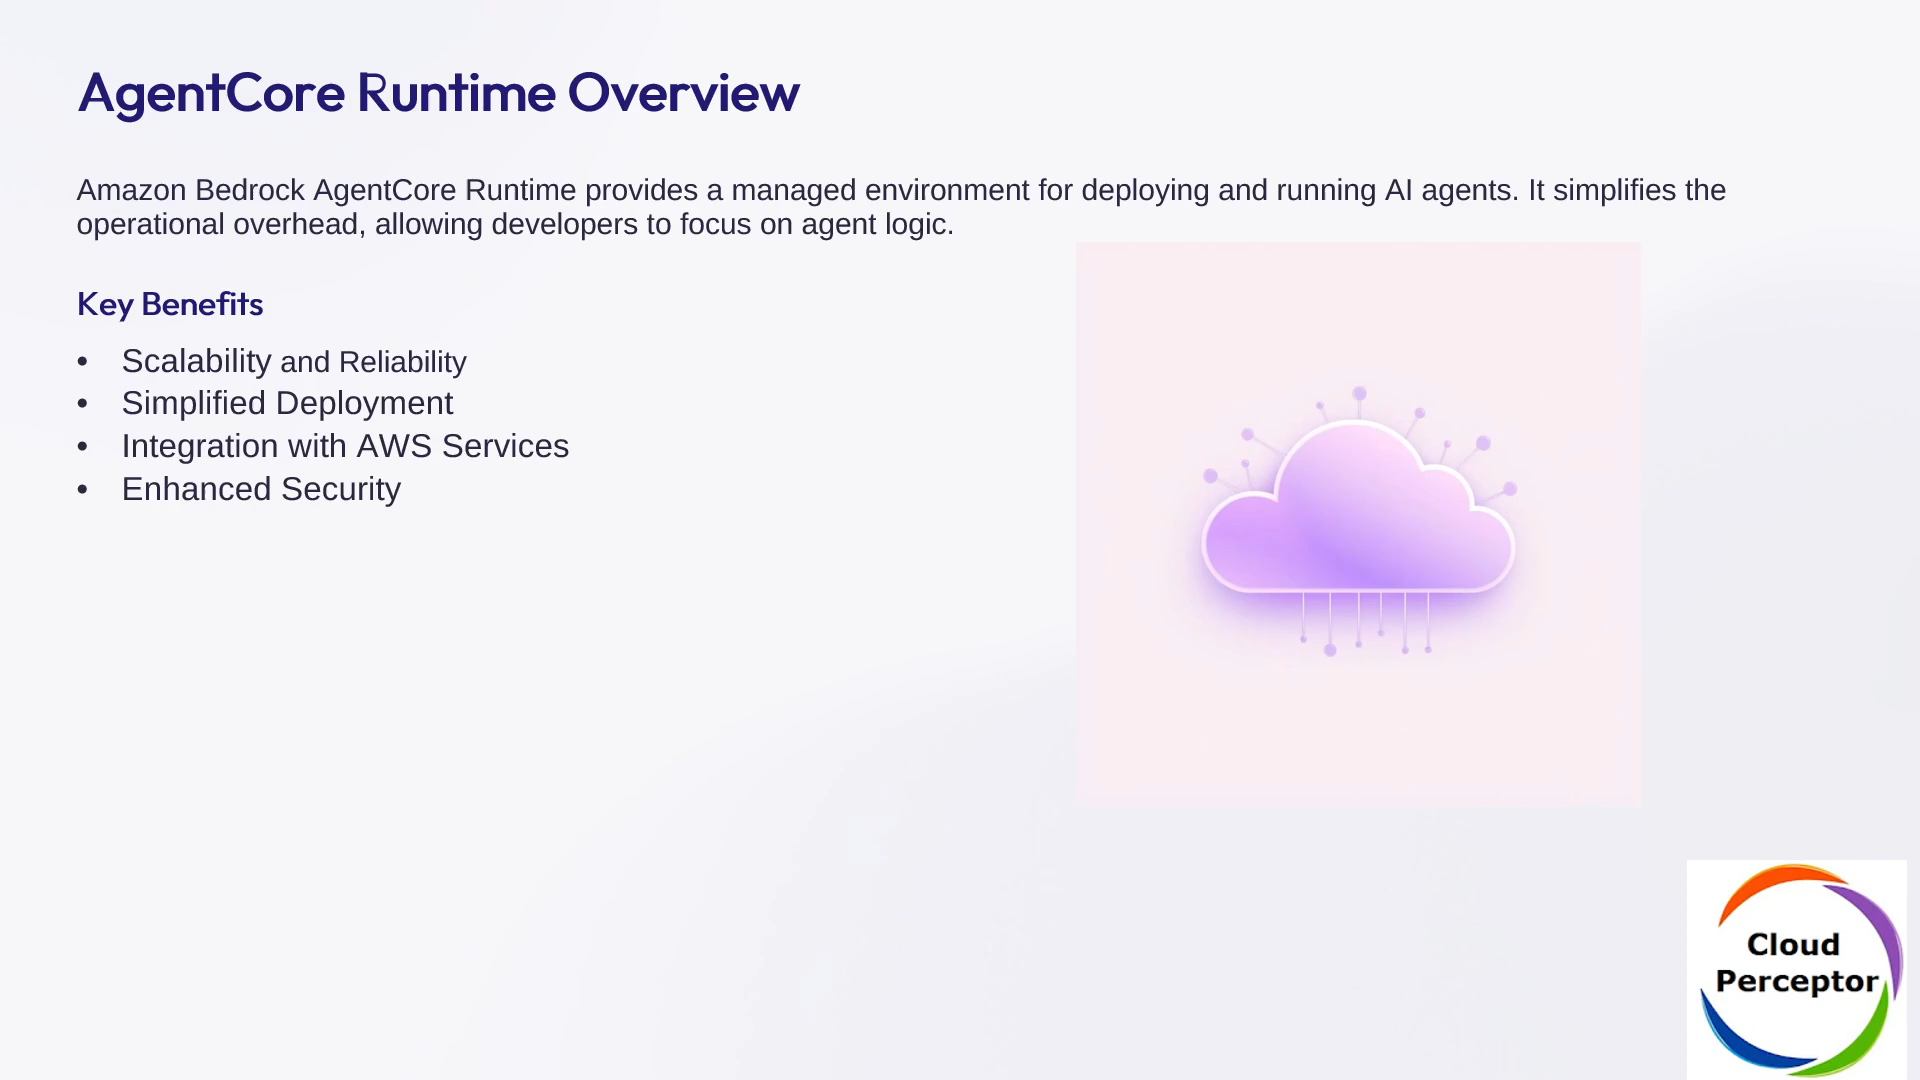 AgentCore Runtime Overview
Amazon Bedrock AgentCore Runtime provides a managed environment for deploying and running AI agents. It simplifies the
operational overhead, allowing developers to focus on agent logic.
Key Benefits
• Scalability and Reliability
• Simplified Deployment
• Integration with AWS Services
• Enhanced Security
Cloud
Perceptor